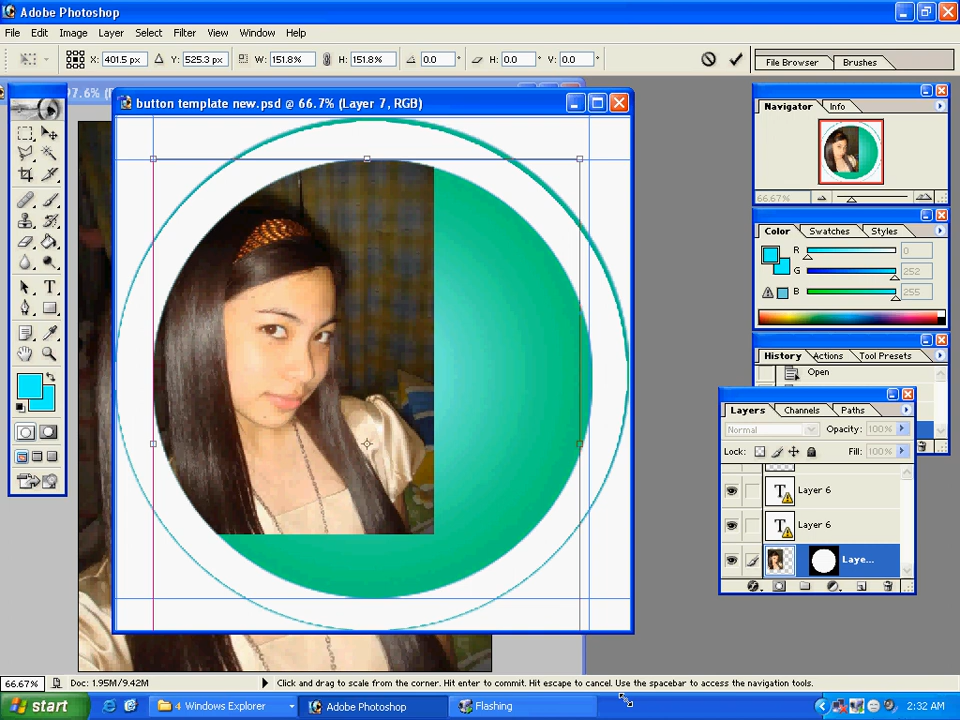 Adobe Photoshop
File Edit Image Layer Select Filter View Window Help
X: 401.5 px Y: 525.3 px W: 151.8% H: 151.8% 0.0 ° H: 0.0 ° V: 0.0 °
File Browser Brushes
button template new.psd @ 66.7% (Layer 7, RGB)
Navigator Info
66.67%
Color Swatches Styles
R 0
G 252
B 255
History Actions Tool Presets
Open
Layers Channels Paths
Normal Opacity: 100%
Lock: Fill: 100%
T Layer 6
T Layer 6
Laye...
66.67% Doc: 1.95M/9.42M Click and drag to scale from the corner. Hit enter to commit. Hit escape to cancel. Use the spacebar to access the navigation tools.
start 4 Windows Explorer Adobe Photoshop Flashing 2:32 AM